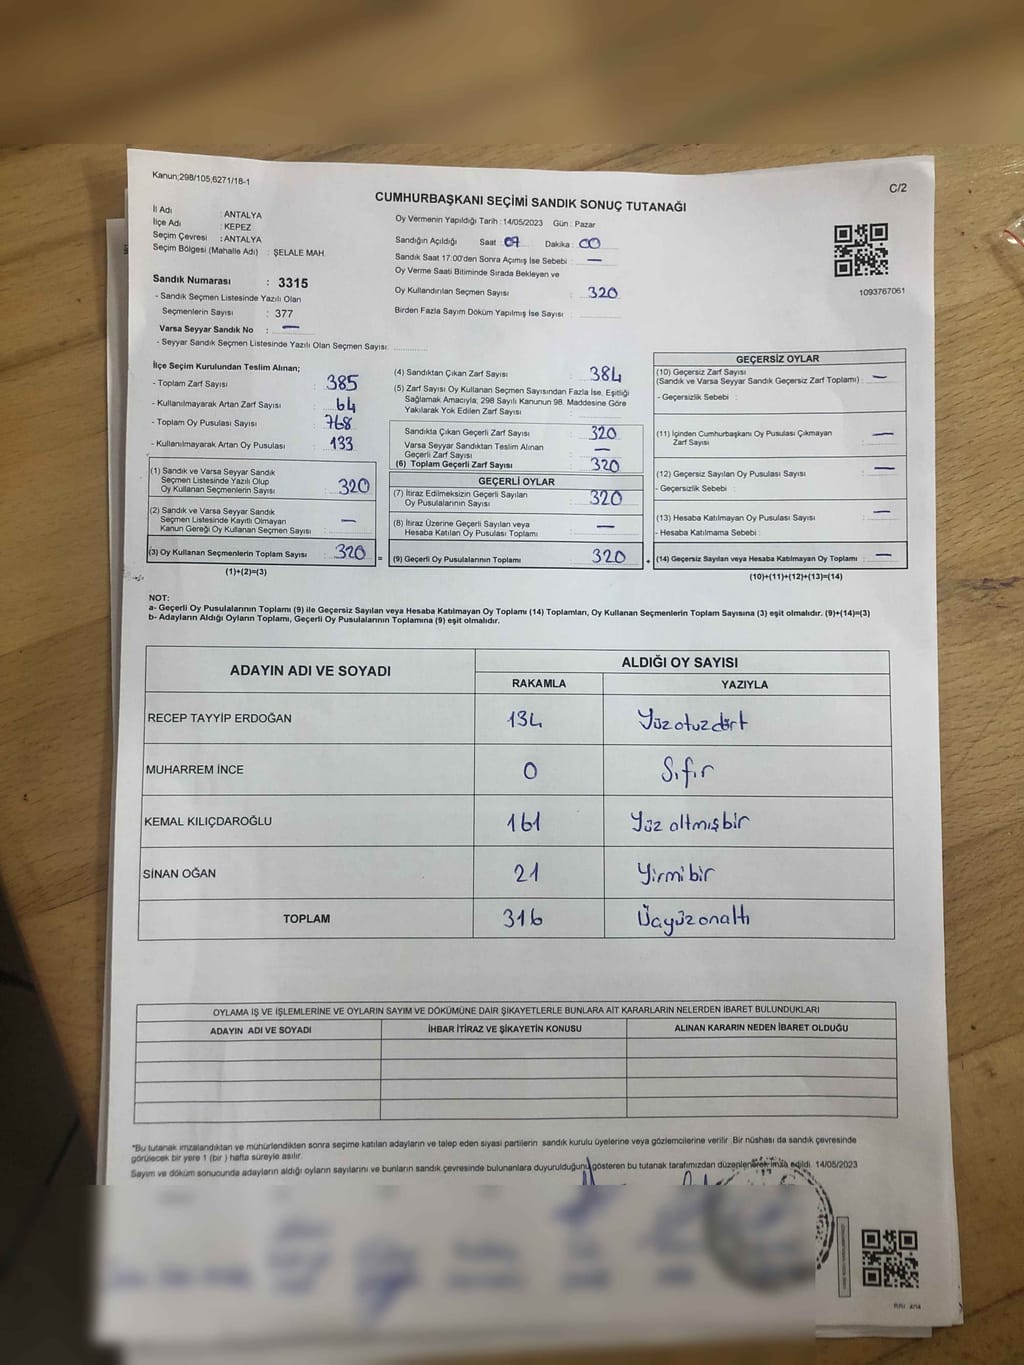 Kanun;298/105,6271/18-1
C/2
CUMHURBAŞKANI SEÇİMİ SANDIK SONUÇ TUTANAĞI
İl Adı : ANTALYA
İlçe Adı : KEPEZ
Seçim Çevresi : ANTALYA
Seçim Bölgesi (Mahalle Adı) : ŞELALE MAH.
Oy Vermenin Yapıldığı Tarih : 14/05/2023 Gün : Pazar
Sandığın Açıldığı Saat : 07 Dakika : 00
Sandık Saat 17:00'den Sonra Açımış İse Sebebi : —
Oy Verme Saati Bitiminde Sırada Bekleyen ve
Oy Kullandırılan Seçmen Sayısı : 320
Birden Fazla Sayım Döküm Yapılmış İse Sayısı :
1093767061
Sandık Numarası : 3315
- Sandık Seçmen Listesinde Yazılı Olan
Seçmenlerin Sayısı : 377
Varsa Seyyar Sandık No : —
- Seyyar Sandık Seçmen Listesinde Yazılı Olan Seçmen Sayısı:
İlçe Seçim Kurulundan Teslim Alınan;
- Toplam Zarf Sayısı : 385
- Kullanılmayarak Artan Zarf Sayısı : 64
- Toplam Oy Pusulası Sayısı : 768
- Kullanılmayarak Artan Oy Pusulası : 133
(1) Sandık ve Varsa Seyyar Sandık
Seçmen Listesinde Yazılı Olup
Oy Kullanan Seçmenlerin Sayısı : 320
(2) Sandık ve Varsa Seyyar Sandık
Seçmen Listesinde Kayıtlı Olmayan
Kanun Gereği Oy Kullanan Seçmen Sayısı : —
(3) Oy Kullanan Seçmenlerin Toplam Sayısı : 320 =
(1)+(2)=(3)
(4) Sandıktan Çıkan Zarf Sayısı : 384
(5) Zarf Sayısı Oy Kullanan Seçmen Sayısından Fazla İse, Eşitliği
Sağlamak Amacıyla; 298 Sayılı Kanunun 98. Maddesine Göre
Yakılarak Yok Edilen Zarf Sayısı :
Sandıkta Çıkan Geçerli Zarf Sayısı : 320
Varsa Seyyar Sandıktan Teslim Alınan
Geçerli Zarf Sayısı : —
(6) Toplam Geçerli Zarf Sayısı : 320
GEÇERLİ OYLAR
(7) İtiraz Edilmeksizin Geçerli Sayılan
Oy Pusulalarının Sayısı : 320
(8) İtiraz Üzerine Geçerli Sayılan veya
Hesaba Katılan Oy Pusulası Toplamı : —
(9) Geçerli Oy Pusulalarının Toplamı : 320 +
GEÇERSİZ OYLAR
(10) Geçersiz Zarf Sayısı
(Sandık ve Varsa Seyyar Sandık Geçersiz Zarf Toplamı) : —
- Geçersizlik Sebebi :
(11) İçinden Cumhurbaşkanı Oy Pusulası Çıkmayan
Zarf Sayısı : —
(12) Geçersiz Sayılan Oy Pusulası Sayısı : —
- Geçersizlik Sebebi :
(13) Hesaba Katılmayan Oy Pusulası Sayısı : —
- Hesaba Katılmama Sebebi :
(14) Geçersiz Sayılan veya Hesaba Katılmayan Oy Toplamı : —
(10)+(11)+(12)+(13)=(14)
NOT:
a- Geçerli Oy Pusulalarının Toplamı (9) ile Geçersiz Sayılan veya Hesaba Katılmayan Oy Toplamı (14) Toplamları, Oy Kullanan Seçmenlerin Toplam Sayısına (3) eşit olmalıdır. (9)+(14)=(3)
b- Adayların Aldığı Oyların Toplamı, Geçerli Oy Pusulalarının Toplamına (9) eşit olmalıdır.
ADAYIN ADI VE SOYADI ALDIĞI OY SAYISI
RAKAMLA YAZIYLA
RECEP TAYYİP ERDOĞAN 134 Yüzotuzdört
MUHARREM İNCE 0 Sıfır
KEMAL KILIÇDAROĞLU 161 Yüz altmışbir
SİNAN OĞAN 21 Yirmibir
TOPLAM 316 Üçyüzonaltı
OYLAMA İŞ VE İŞLEMLERİNE VE OYLARIN SAYIM VE DÖKÜMÜNE DAİR ŞİKAYETLERLE BUNLARA AİT KARARLARIN NELERDEN İBARET BULUNDUKLARI
ADAYIN ADI VE SOYADI İHBAR İTİRAZ VE ŞİKAYETİN KONUSU ALINAN KARARIN NEDEN İBARET OLDUĞU
*Bu tutanak imzalandıktan ve mühürlendikten sonra seçime katılan adayların ve talep eden siyasi partilerin sandık kurulu üyelerine veya gözlemcilerine verilir. Bir nüshası da sandık çevresinde
görülecek bir yere 1 (bir) hafta süreyle asılır.
Sayım ve döküm sonucunda adayların aldığı oyların sayılarını ve bunların sandık çevresinde bulunanlara duyurulduğunu gösteren bu tutanak tarafımızdan düzenlenerek imza edildi. 14/05/2023